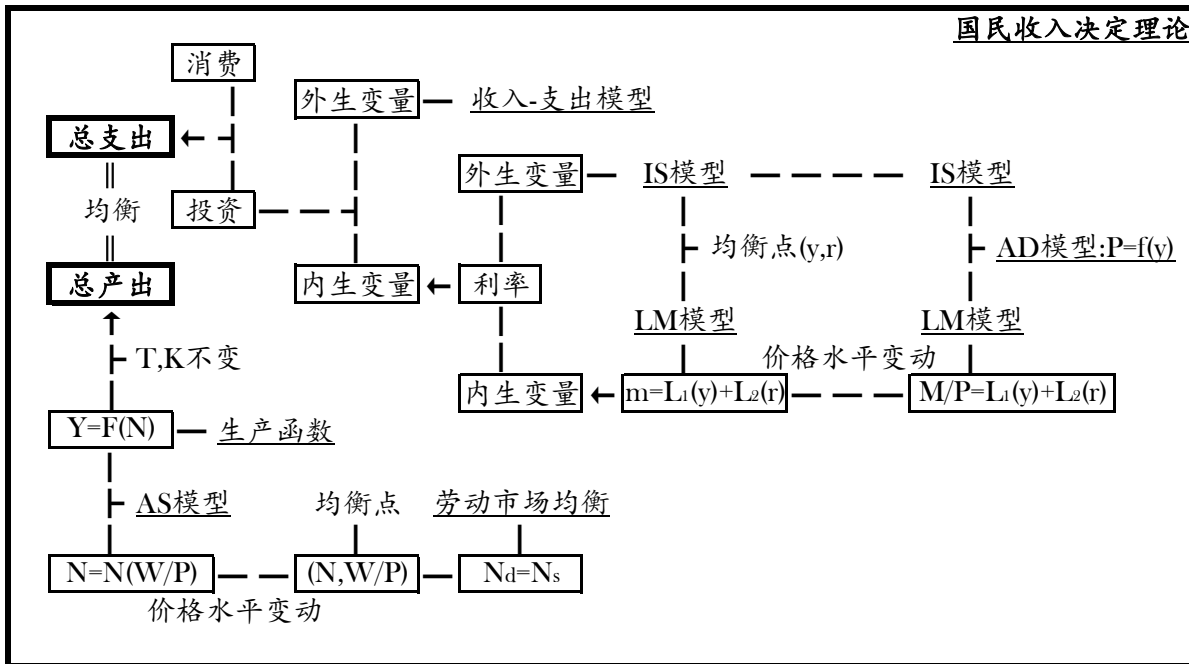 国民收入决定理论
消费
外生变量
收入-支出模型
总支出
外生变量
IS模型
IS模型
均衡
投资
均衡点(y,r)
AD模型:P=f(y)
总产出
内生变量
利率
LM模型
LM模型
T,K不变
价格水平变动
内生变量
m=L₁(y)+L₂(r)
M/P=L₁(y)+L₂(r)
Y=F(N)
生产函数
AS模型
均衡点
劳动市场均衡
N=N(W/P)
(N,W/P)
Nd=Ns
价格水平变动